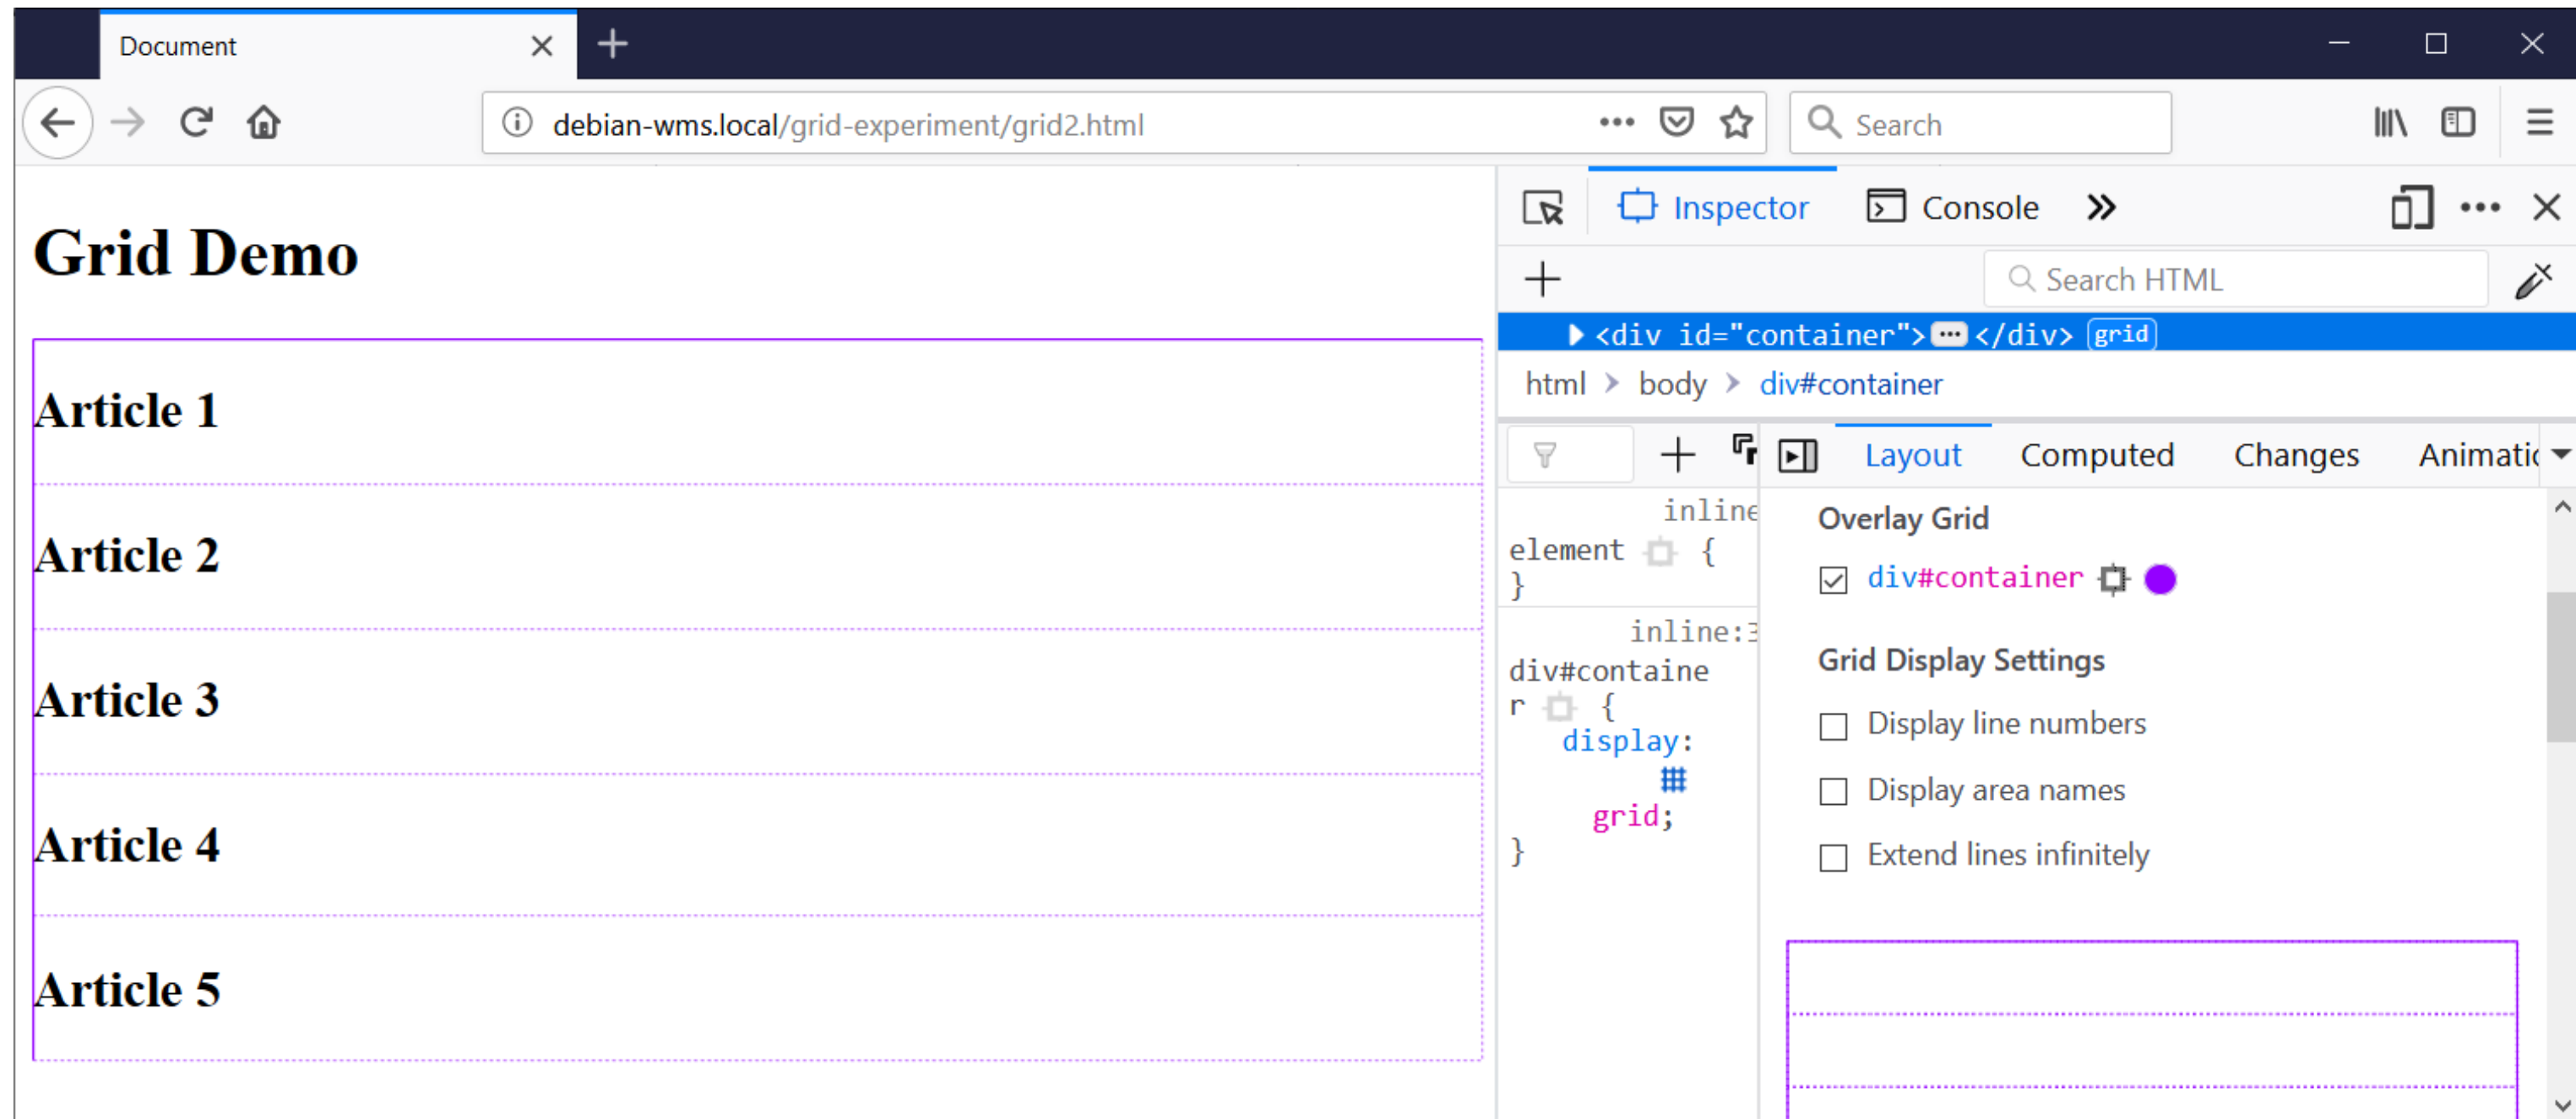 Document
debian-wms.local/grid-experiment/grid2.html
Search
Grid Demo
Article 1
Article 2
Article 3
Article 4
Article 5
Inspector
Console
Search HTML
<div id="container"> ••• </div> grid
html > body > div#container
Layout
Computed
Changes
Animatic
inline
element {
}
inline:3
div#containe
r {
display:
grid;
}
Overlay Grid
div#container
Grid Display Settings
Display line numbers
Display area names
Extend lines infinitely